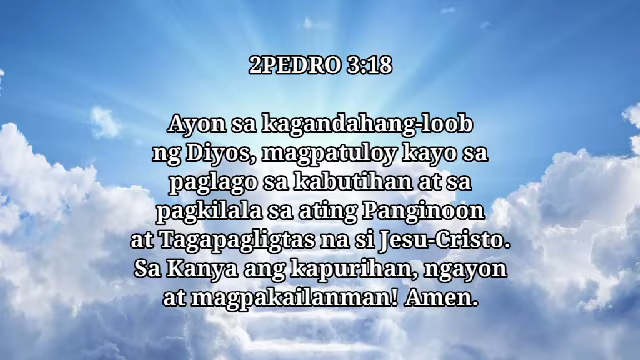 2PEDRO 3:18
Ayon sa kagandahang-loob
ng Diyos, magpatuloy kayo sa
paglago sa kabutihan at sa
pagkilala sa ating Panginoon
at Tagapagligtas na si Jesu-Cristo.
Sa Kanya ang kapurihan, ngayon
at magpakailanman! Amen.